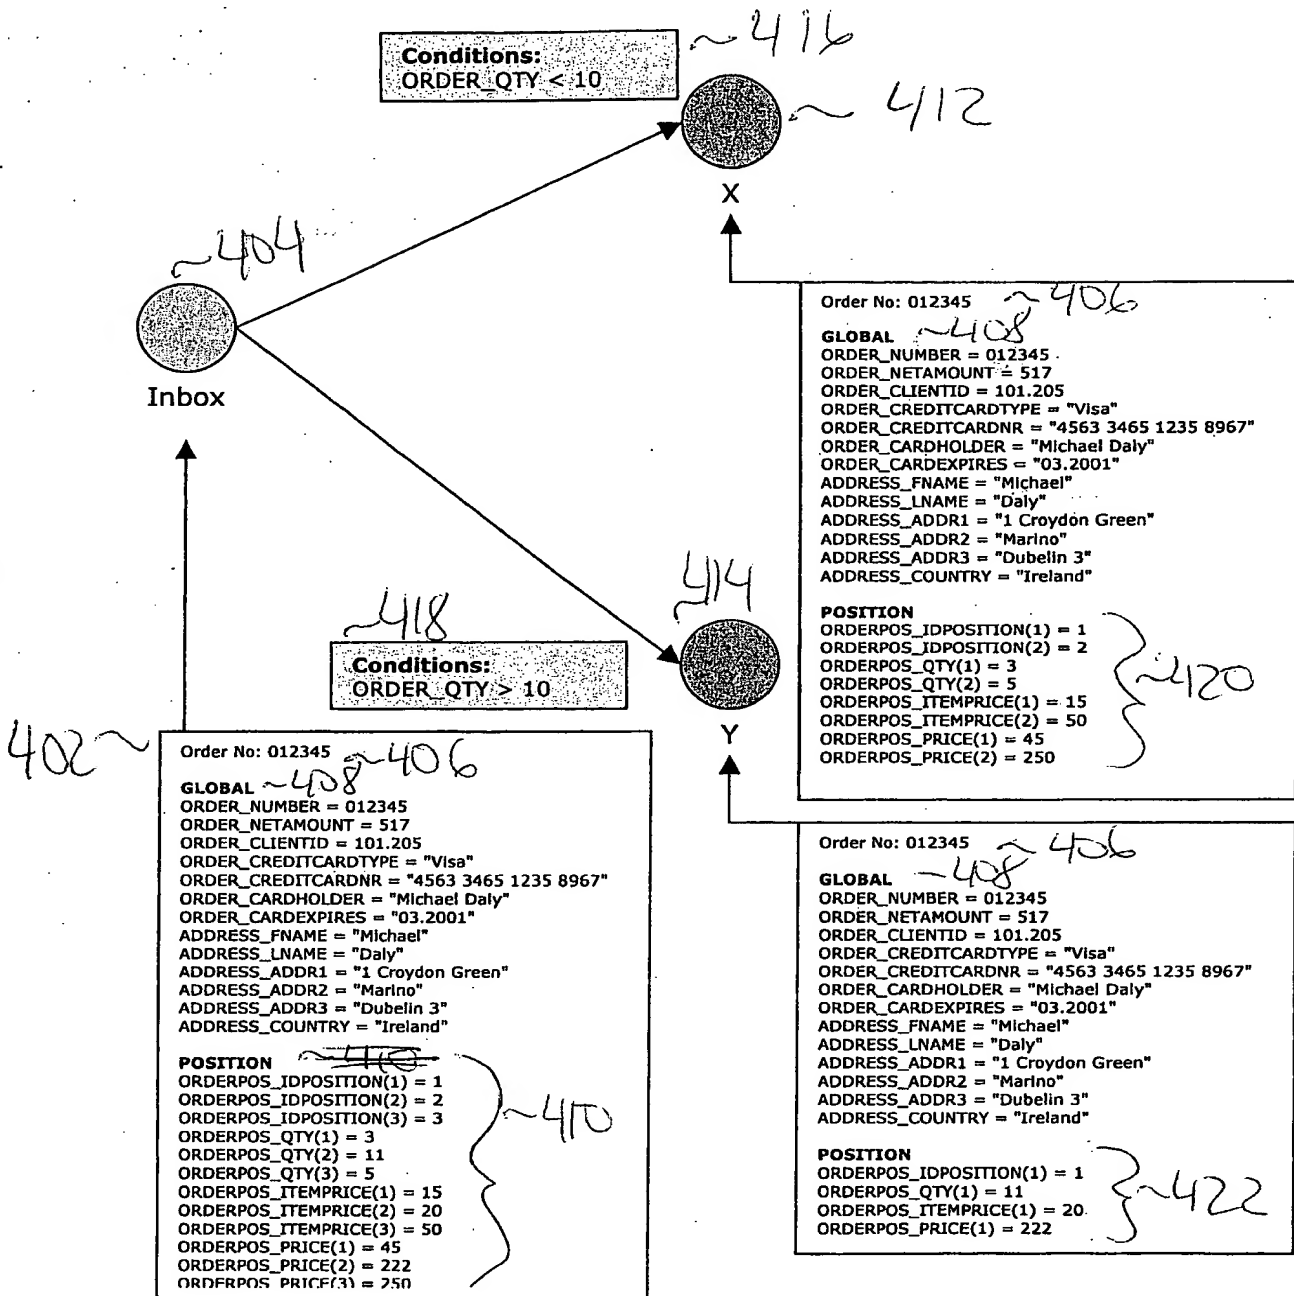 Conditions:
ORDER_QTY < 10
~416
~412
X
~404
Inbox
Order No: 012345 ~406
GLOBAL ~408
ORDER_NUMBER = 012345
ORDER_NETAMOUNT = 517
ORDER_CLIENTID = 101.205
ORDER_CREDITCARDTYPE = "Visa"
ORDER_CREDITCARDNR = "4563 3465 1235 8967"
ORDER_CARDHOLDER = "Michael Daly"
ORDER_CARDEXPIRES = "03.2001"
ADDRESS_FNAME = "Michael"
ADDRESS_LNAME = "Daly"
ADDRESS_ADDR1 = "1 Croydon Green"
ADDRESS_ADDR2 = "Marino"
ADDRESS_ADDR3 = "Dubelin 3"
ADDRESS_COUNTRY = "Ireland"
POSITION
ORDERPOS_IDPOSITION(1) = 1
ORDERPOS_IDPOSITION(2) = 2
ORDERPOS_QTY(1) = 3
ORDERPOS_QTY(2) = 5
ORDERPOS_ITEMPRICE(1) = 15
ORDERPOS_ITEMPRICE(2) = 50
ORDERPOS_PRICE(1) = 45
ORDERPOS_PRICE(2) = 250
~420
414
~418
Conditions:
ORDER_QTY > 10
Y
402~
Order No: 012345 ~406
GLOBAL ~408
ORDER_NUMBER = 012345
ORDER_NETAMOUNT = 517
ORDER_CLIENTID = 101.205
ORDER_CREDITCARDTYPE = "Visa"
ORDER_CREDITCARDNR = "4563 3465 1235 8967"
ORDER_CARDHOLDER = "Michael Daly"
ORDER_CARDEXPIRES = "03.2001"
ADDRESS_FNAME = "Michael"
ADDRESS_LNAME = "Daly"
ADDRESS_ADDR1 = "1 Croydon Green"
ADDRESS_ADDR2 = "Marino"
ADDRESS_ADDR3 = "Dubelin 3"
ADDRESS_COUNTRY = "Ireland"
POSITION ~410
ORDERPOS_IDPOSITION(1) = 1
ORDERPOS_IDPOSITION(2) = 2
ORDERPOS_IDPOSITION(3) = 3
ORDERPOS_QTY(1) = 3
ORDERPOS_QTY(2) = 11
ORDERPOS_QTY(3) = 5
ORDERPOS_ITEMPRICE(1) = 15
ORDERPOS_ITEMPRICE(2) = 20
ORDERPOS_ITEMPRICE(3) = 50
ORDERPOS_PRICE(1) = 45
ORDERPOS_PRICE(2) = 222
ORDERPOS_PRICE(3) = 250
~410
Order No: 012345 ~406
GLOBAL ~408
ORDER_NUMBER = 012345
ORDER_NETAMOUNT = 517
ORDER_CLIENTID = 101.205
ORDER_CREDITCARDTYPE = "Visa"
ORDER_CREDITCARDNR = "4563 3465 1235 8967"
ORDER_CARDHOLDER = "Michael Daly"
ORDER_CARDEXPIRES = "03.2001"
ADDRESS_FNAME = "Michael"
ADDRESS_LNAME = "Daly"
ADDRESS_ADDR1 = "1 Croydon Green"
ADDRESS_ADDR2 = "Marino"
ADDRESS_ADDR3 = "Dubelin 3"
ADDRESS_COUNTRY = "Ireland"
POSITION
ORDERPOS_IDPOSITION(1) = 1
ORDERPOS_QTY(1) = 11
ORDERPOS_ITEMPRICE(1) = 20
ORDERPOS_PRICE(1) = 222
~422